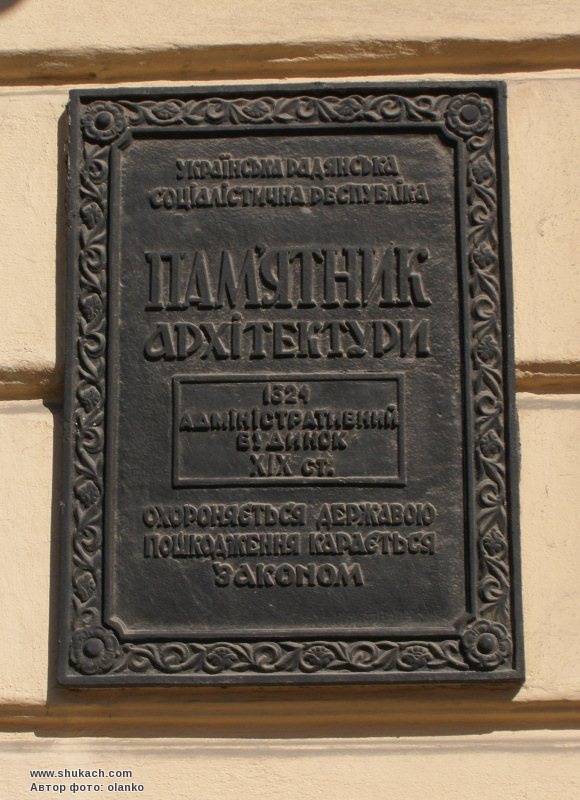 УКРАЇНСЬКА РАДЯНСЬКА
СОЦІАЛІСТИЧНА РЕСПУБЛІКА
ПАМ'ЯТНИК
АРХІТЕКТУРИ
1324
АДМІНІСТРАТИВНИЙ
БУДИНОК
XIX ст.
ОХОРОНЯЄТЬСЯ ДЕРЖАВОЮ
ПОШКОДЖЕННЯ КАРАЄТЬСЯ
ЗАКОНОМ
www.shukach.com
Автор фото: olanko